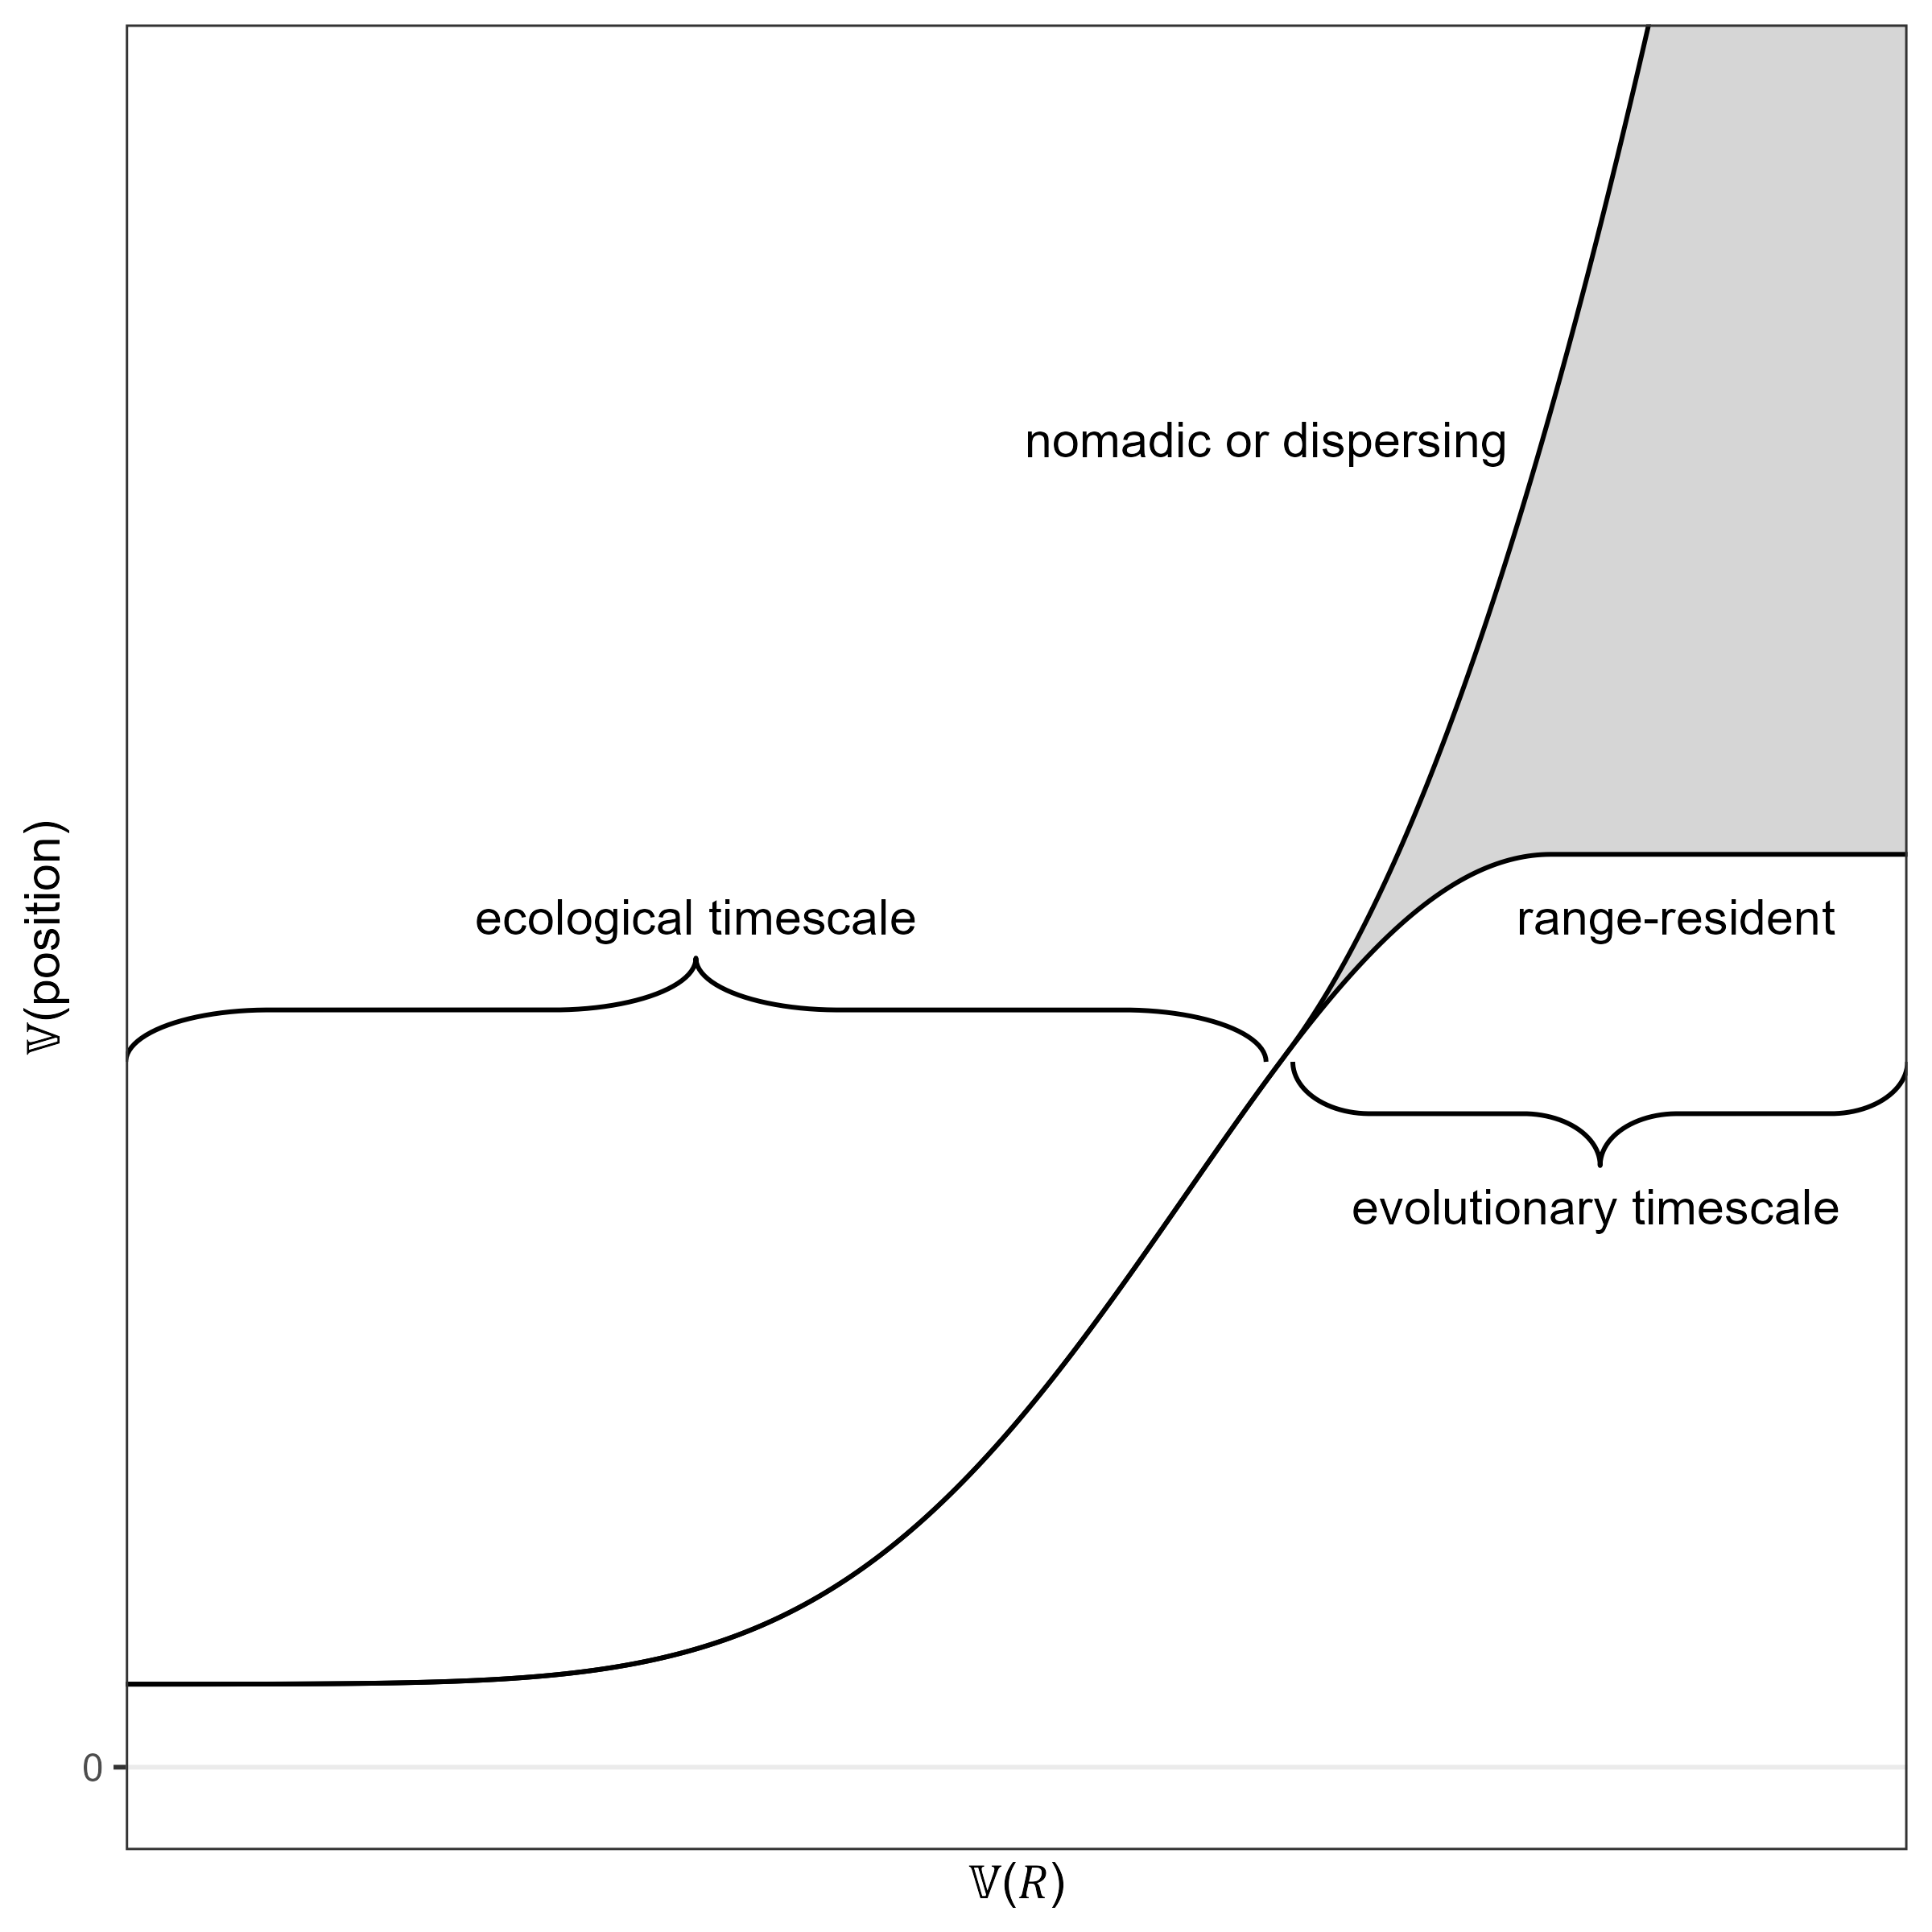 nomadic or dispersing
ecological timescale
range-resident
evolutionary timescale
𝕍(position)
0
𝕍(R)